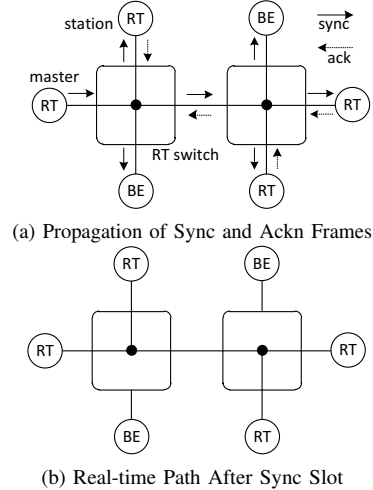 station
RT
BE
sync
ack
master
RT
RT
RT switch
BE
RT
(a) Propagation of Sync and Ackn Frames
RT
BE
RT
RT
BE
RT
(b) Real-time Path After Sync Slot